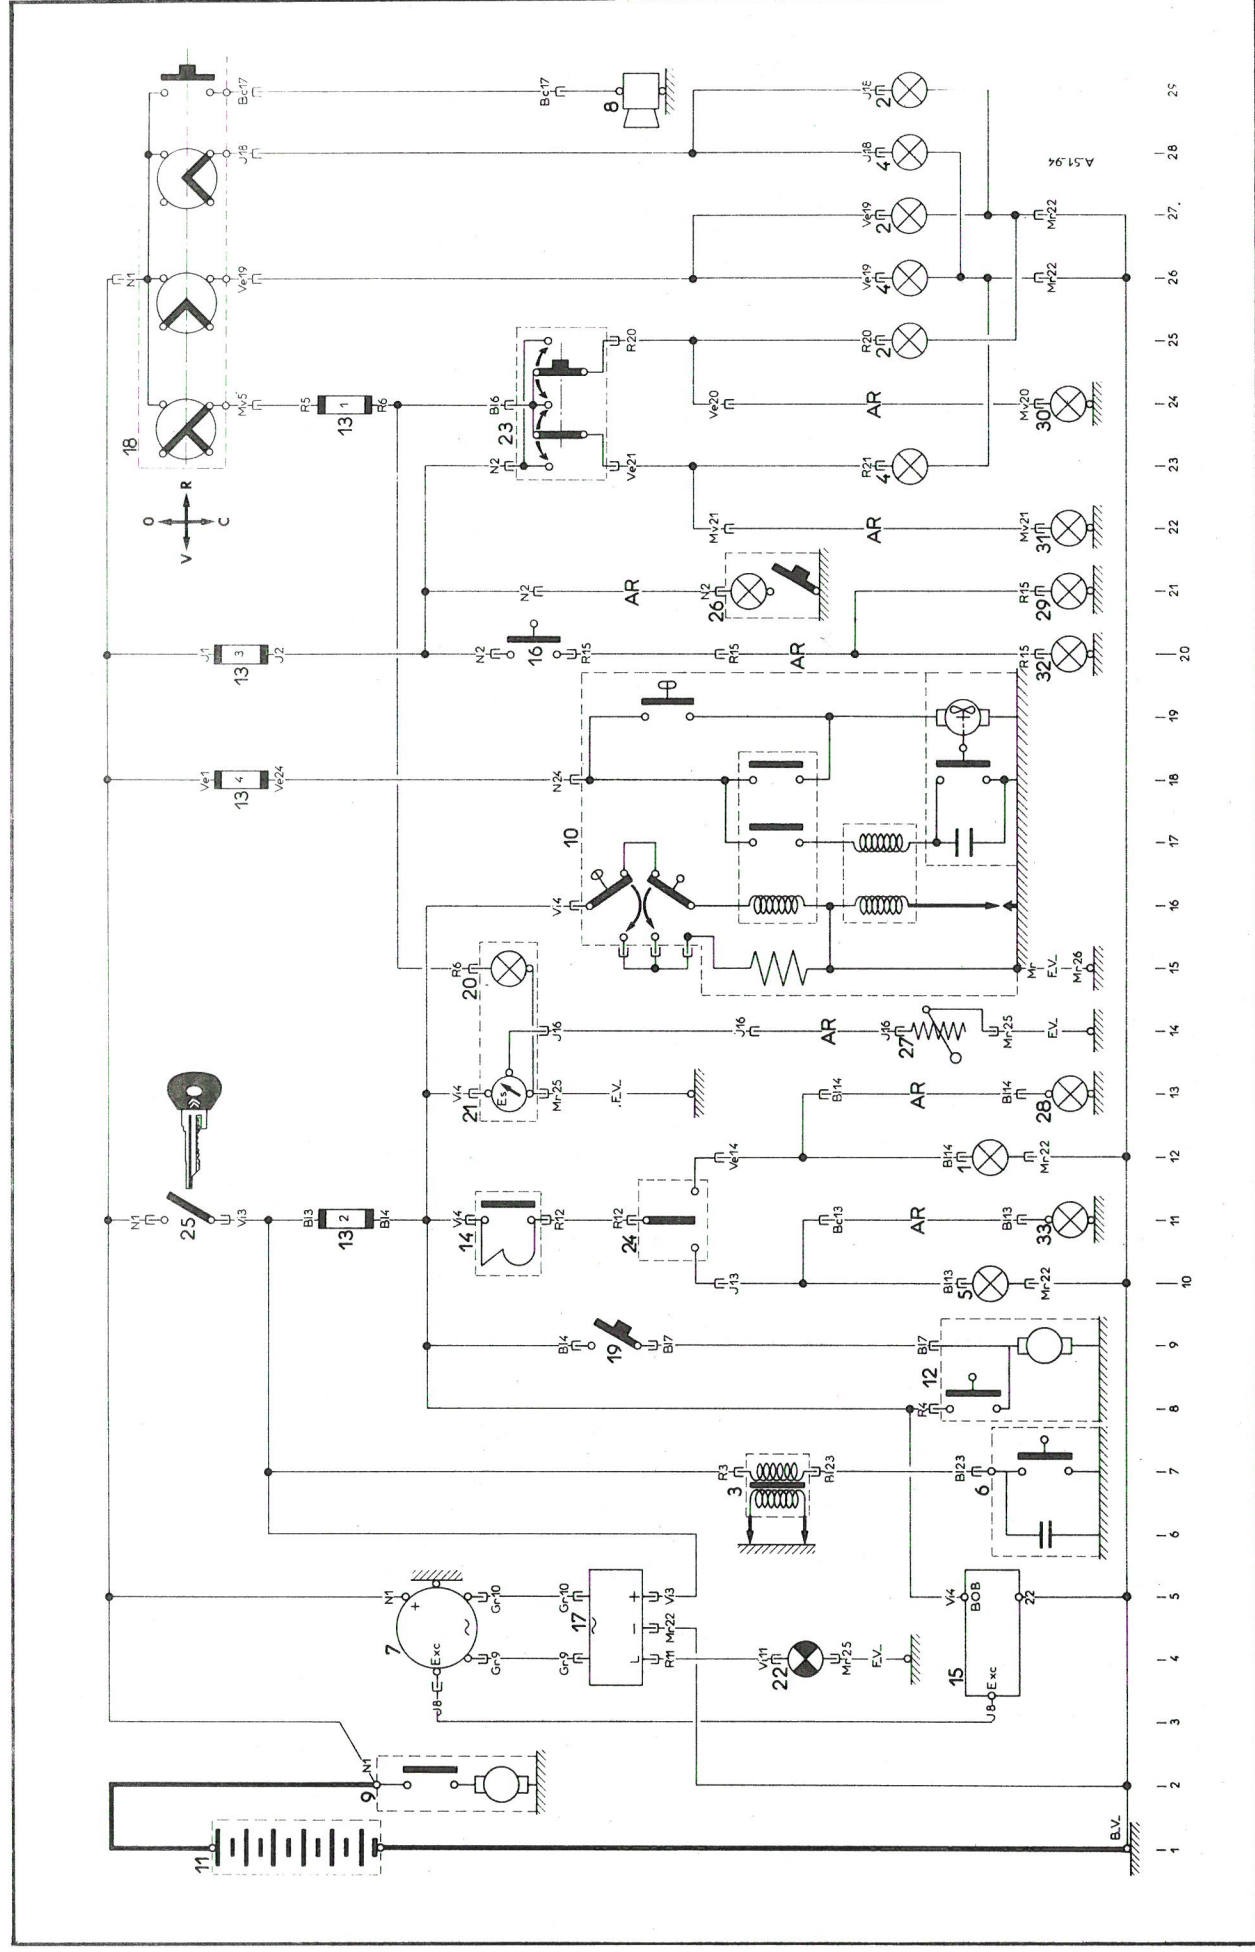 11
B.V.
9
N1
J8
7
Exc
+
~
N1
Gr9
Gr10
Gr9
Gr10
17
~
L
—
+
R11
Mr22
Vi3
Vi11
22
Mr25
F.V.
15
Vi4
BOB
Exc
J8
22
3
R3
Bl23
Bl23
6
R4
12
Bl4
19
Bl7
Bl7
N1
25
Vi3
Bl3
13
2
Bl4
Vi4
14
R12
R12
24
J13
Ve14
Bl13
5
Mr22
Bc13
AR
Bl13
33
Bl14
1
Mr22
Bl14
AR
Bl14
28
Vi4
21
Es
Mr25
F.V.
J16
J16
AR
J16
27
Mr25
F.V.
R6
20
Vi4
10
Mr
F.V.
Mr26
Ve1
13
4
Ve24
N24
J1
13
3
J2
N2
16
R15
R15
AR
R15
32
R15
29
N2
AR
N2
26
V
O
R
C
18
N1
Mv5
R5
13
1
R6
N2
23
Bl6
Ve21
R20
Mv21
AR
Mv21
31
R21
4
Ve20
AR
Mv20
30
R20
2
Ve19
Ve19
4
Mr22
Ve19
2
Mr22
J18
J18
4
J18
2
Bc17
Bc17
8
A.51_94
1
2
3
4
5
6
7
8
9
10
11
12
13
14
15
16
17
18
19
20
21
22
23
24
25
26
27.
28
29